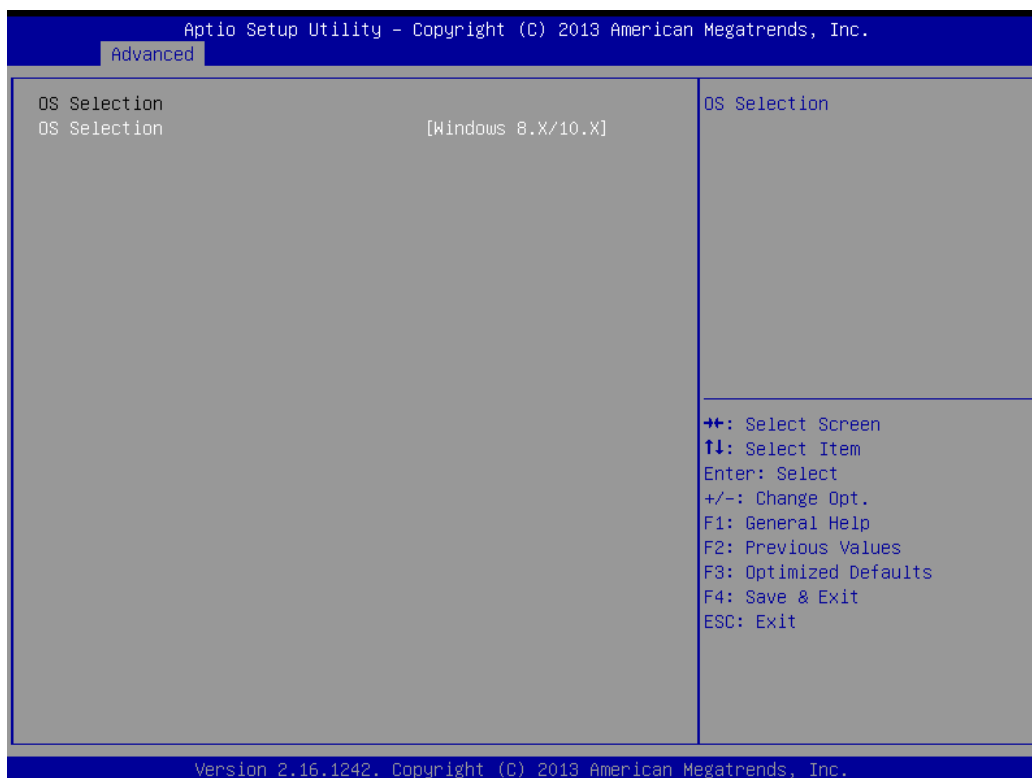 Aptio Setup Utility – Copyright (C) 2013 American Megatrends, Inc.
Advanced
OS Selection
OS Selection [Windows 8.X/10.X]
OS Selection
→←: Select Screen
↑↓: Select Item
Enter: Select
+/-: Change Opt.
F1: General Help
F2: Previous Values
F3: Optimized Defaults
F4: Save & Exit
ESC: Exit
Version 2.16.1242. Copyright (C) 2013 American Megatrends, Inc.